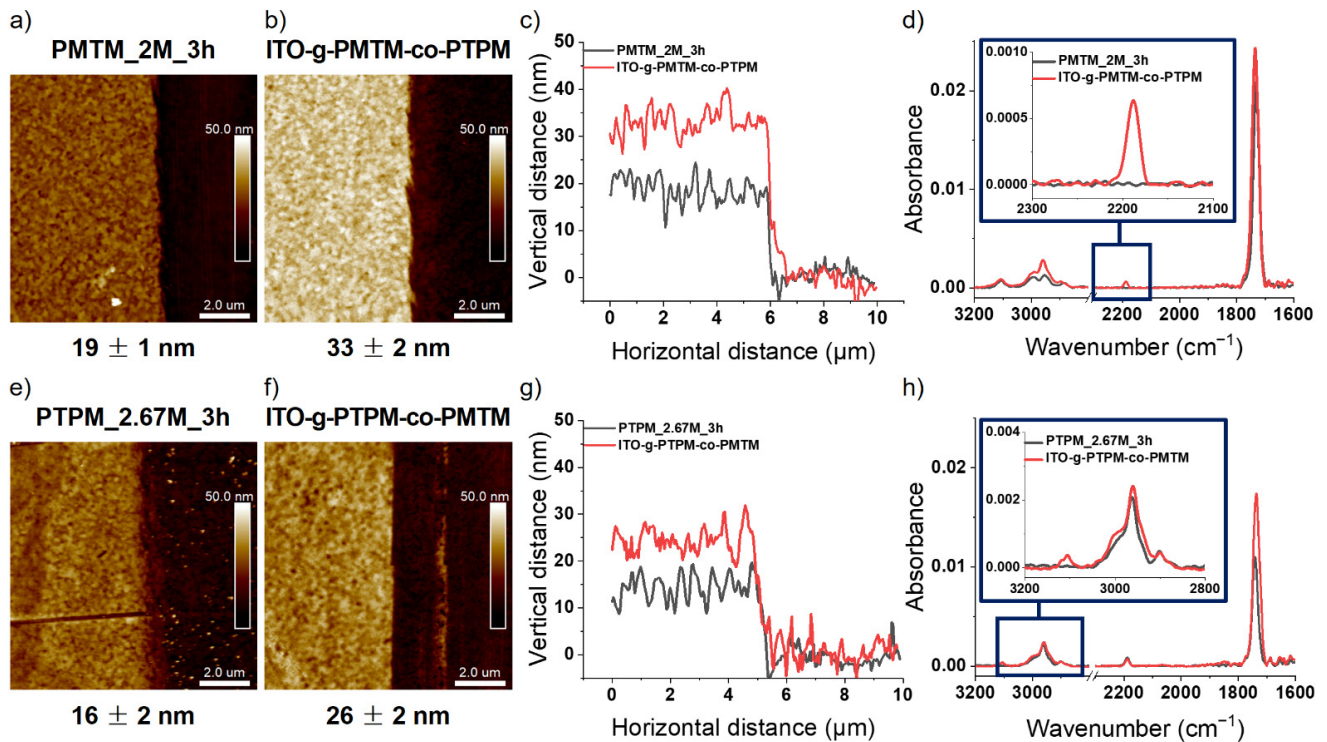 a)
PMTM_2M_3h
50.0 nm
2.0 um
19 ± 1 nm
b)
ITO-g-PMTM-co-PTPM
50.0 nm
2.0 um
33 ± 2 nm
c)
Vertical distance (nm)
50
40
30
20
10
0
PMTM_2M_3h
ITO-g-PMTM-co-PTPM
0 2 4 6 8 10
Horizontal distance (µm)
d)
Absorbance
0.02
0.01
0.00
0.0010
0.0005
0.0000
PMTM_2M_3h
ITO-g-PMTM-co-PTPM
2300 2200 2100
3200 3000 2200 2000 1800 1600
Wavenumber (cm⁻¹)
e)
PTPM_2.67M_3h
50.0 nm
2.0 um
16 ± 2 nm
f)
ITO-g-PTPM-co-PMTM
50.0 nm
2.0 um
26 ± 2 nm
g)
Vertical distance (nm)
50
40
30
20
10
0
PTPM_2.67M_3h
ITO-g-PTPM-co-PMTM
0 2 4 6 8 10
Horizontal distance (µm)
h)
Absorbance
0.02
0.01
0.00
0.004
0.002
0.000
PTPM_2.67M_3h
ITO-g-PTPM-co-PMTM
3200 3000 2800
3200 3000 2200 2000 1800 1600
Wavenumber (cm⁻¹)